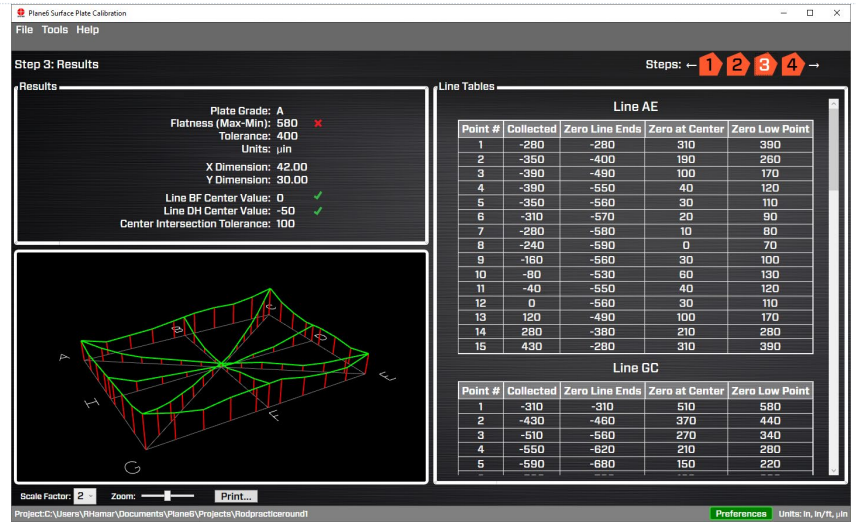 Plane6 Surface Plate Calibration
File Tools Help
Step 3: Results
Steps: ← 1 2 3 4 →
Results
Plate Grade: A
Flatness (Max-Min): 580
Tolerance: 400
Units: µin
X Dimension: 42.00
Y Dimension: 30.00
Line BF Center Value: 0
Line DH Center Value: -50
Center Intersection Tolerance: 100
A
B
C
D
E
F
G
H
Scale Factor: 2
Zoom:
Print...
Line Tables
Line AE
Point # Collected Zero Line Ends Zero at Center Zero Low Point
1 -280 -280 310 390
2 -350 -400 190 260
3 -390 -490 100 170
4 -390 -550 40 120
5 -350 -560 30 110
6 -310 -570 20 90
7 -280 -580 10 80
8 -240 -590 0 70
9 -160 -560 30 100
10 -80 -530 60 130
11 -40 -550 40 120
12 0 -560 30 110
13 120 -490 100 170
14 280 -380 210 280
15 430 -280 310 390
Line GC
Point # Collected Zero Line Ends Zero at Center Zero Low Point
1 -310 -310 510 580
2 -430 -460 370 440
3 -510 -560 270 340
4 -550 -620 210 280
5 -590 -680 150 220
Project:C:\Users\RHamar\Documents\Plane6\Projects\Rodpracticeround1
Preferences
Units: in, in/ft, µin